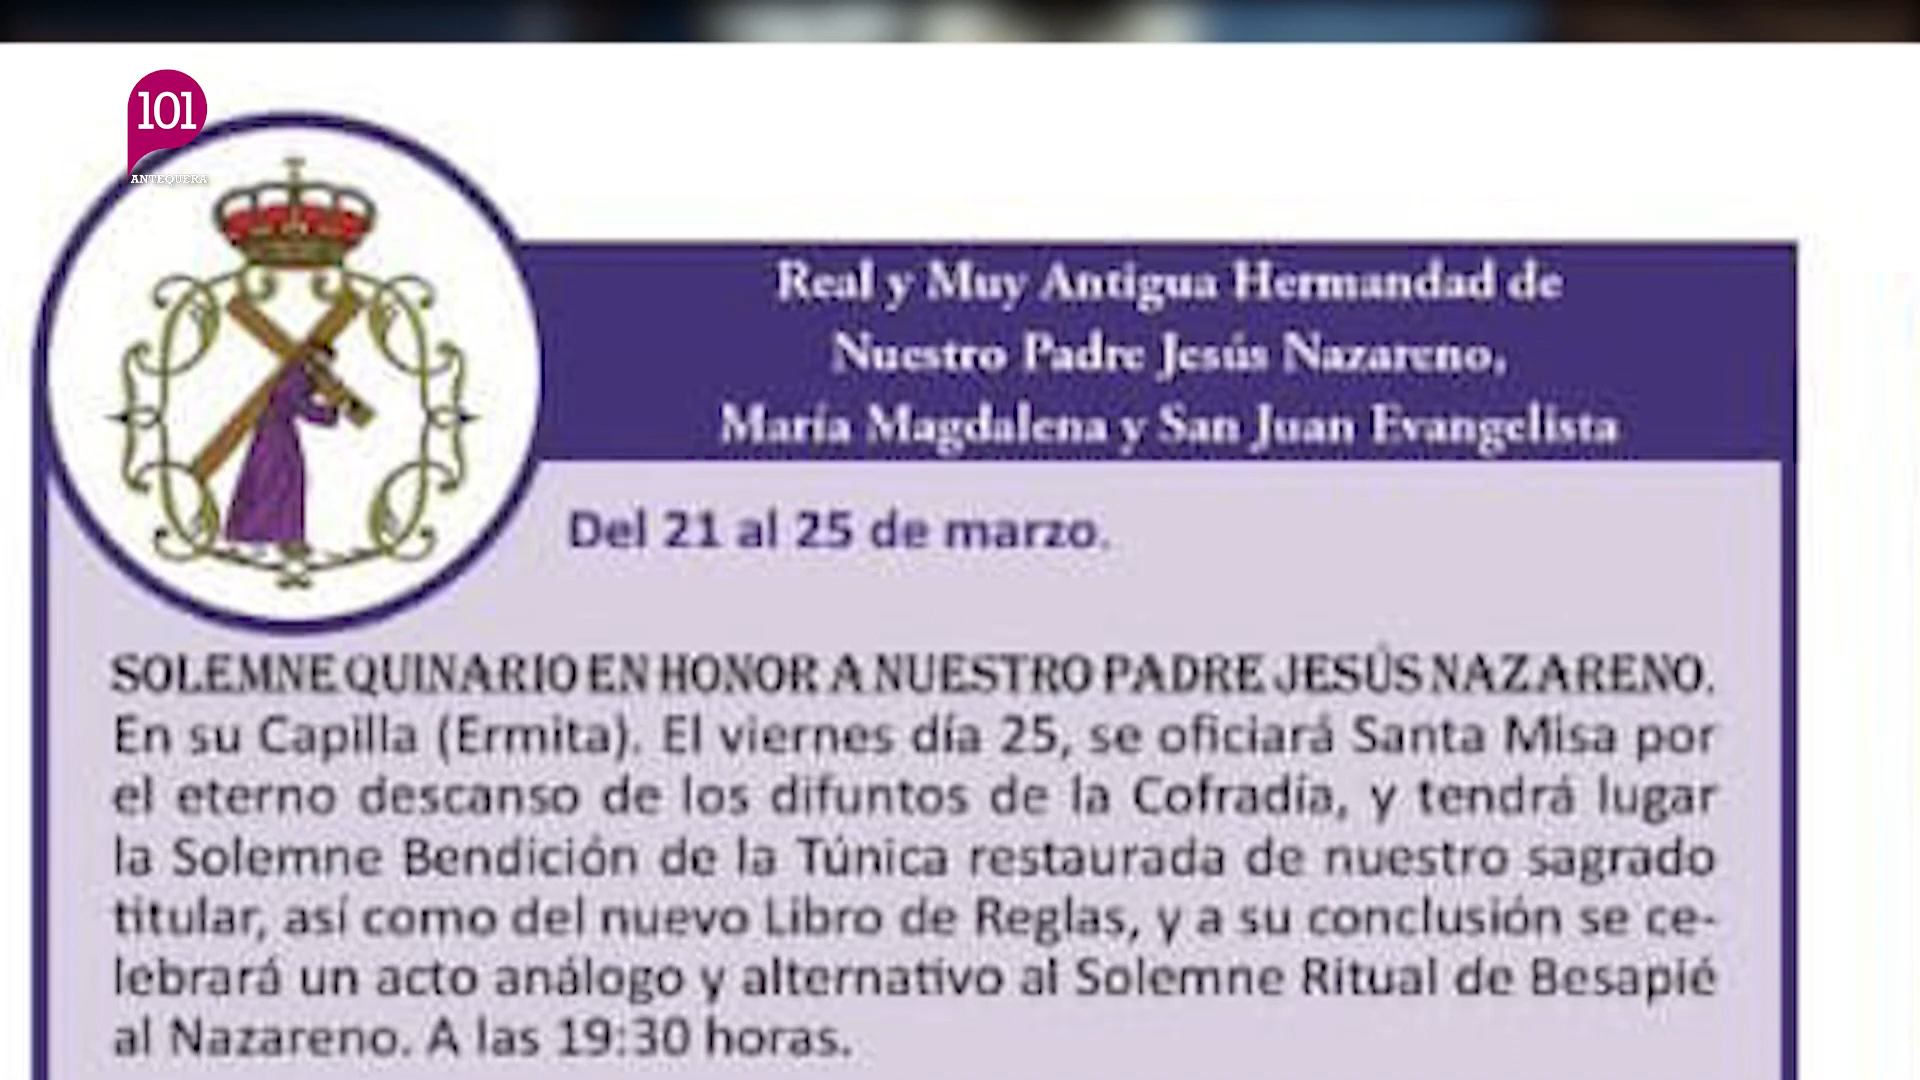 101
ANTEQUERA
Real y Muy Antigua Hermandad de
Nuestro Padre Jesús Nazareno,
María Magdalena y San Juan Evangelista
Del 21 al 25 de marzo.
SOLEMNE QUINARIO EN HONOR A NUESTRO PADRE JESÚS NAZARENO.
En su Capilla (Ermita). El viernes día 25, se oficiará Santa Misa por
el eterno descanso de los difuntos de la Cofradía, y tendrá lugar
la Solemne Bendición de la Túnica restaurada de nuestro sagrado
titular, así como del nuevo Libro de Reglas, y a su conclusión se ce-
lebrará un acto análogo y alternativo al Solemne Ritual de Besapié
al Nazareno. A las 19:30 horas.